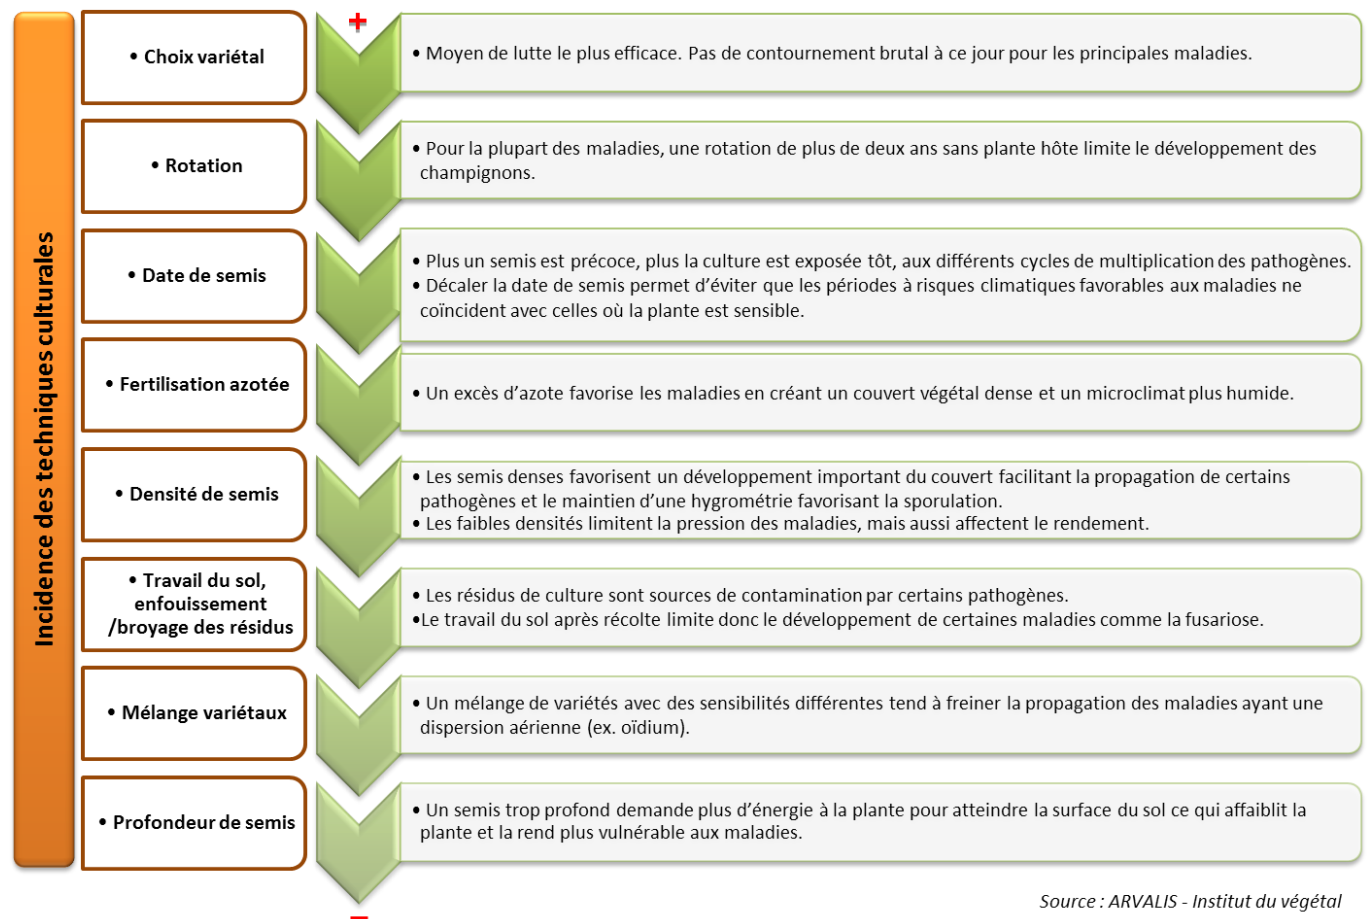 Incidence des techniques culturales
+
• Choix variétal
• Moyen de lutte le plus efficace. Pas de contournement brutal à ce jour pour les principales maladies.
• Rotation
• Pour la plupart des maladies, une rotation de plus de deux ans sans plante hôte limite le développement des
champignons.
• Date de semis
• Plus un semis est précoce, plus la culture est exposée tôt, aux différents cycles de multiplication des pathogènes.
• Décaler la date de semis permet d'éviter que les périodes à risques climatiques favorables aux maladies ne
coïncident avec celles où la plante est sensible.
• Fertilisation azotée
• Un excès d'azote favorise les maladies en créant un couvert végétal dense et un microclimat plus humide.
• Densité de semis
• Les semis denses favorisent un développement important du couvert facilitant la propagation de certains
pathogènes et le maintien d'une hygrométrie favorisant la sporulation.
• Les faibles densités limitent la pression des maladies, mais aussi affectent le rendement.
• Travail du sol,
enfouissement
/broyage des résidus
• Les résidus de culture sont sources de contamination par certains pathogènes.
•Le travail du sol après récolte limite donc le développement de certaines maladies comme la fusariose.
• Mélange variétaux
• Un mélange de variétés avec des sensibilités différentes tend à freiner la propagation des maladies ayant une
dispersion aérienne (ex. oïdium).
• Profondeur de semis
• Un semis trop profond demande plus d'énergie à la plante pour atteindre la surface du sol ce qui affaiblit la
plante et la rend plus vulnérable aux maladies.
–
Source : ARVALIS - Institut du végétal